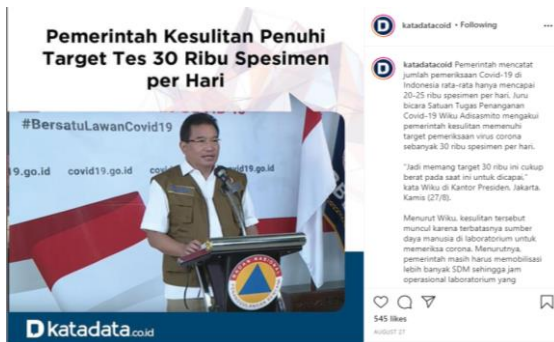 Pemerintah Kesulitan Penuhi
Target Tes 30 Ribu Spesimen
per Hari
#BersatuLawanCovid19
9.go.id
covid19.go.id
covid19.go.id
katadata.co.id
katadatacoid • Following
katadatacoid Pemerintah mencatat
jumlah pemeriksaan Covid-19 di
Indonesia rata-rata hanya mencapai
20-25 ribu spesimen per hari. Juru
bicara Satuan Tugas Penanganan
Covid-19 Wiku Adisasmito mengakui
pemerintah kesulitan memenuhi
target pemeriksaan virus corona
sebanyak 30 ribu spesimen per hari.
"Jadi memang target 30 ribu ini cukup
berat pada saat ini untuk dicapai,"
kata Wiku di Kantor Presiden, Jakarta,
Kamis (27/8).
Menurut Wiku, kesulitan tersebut
muncul karena terbatasnya sumber
daya manusia di laboratorium untuk
memeriksa corona. Menurutnya,
pemerintah masih harus memobilisasi
lebih banyak SDM sehingga jam
operasional laboratorium yang
545 likes
AUGUST 27